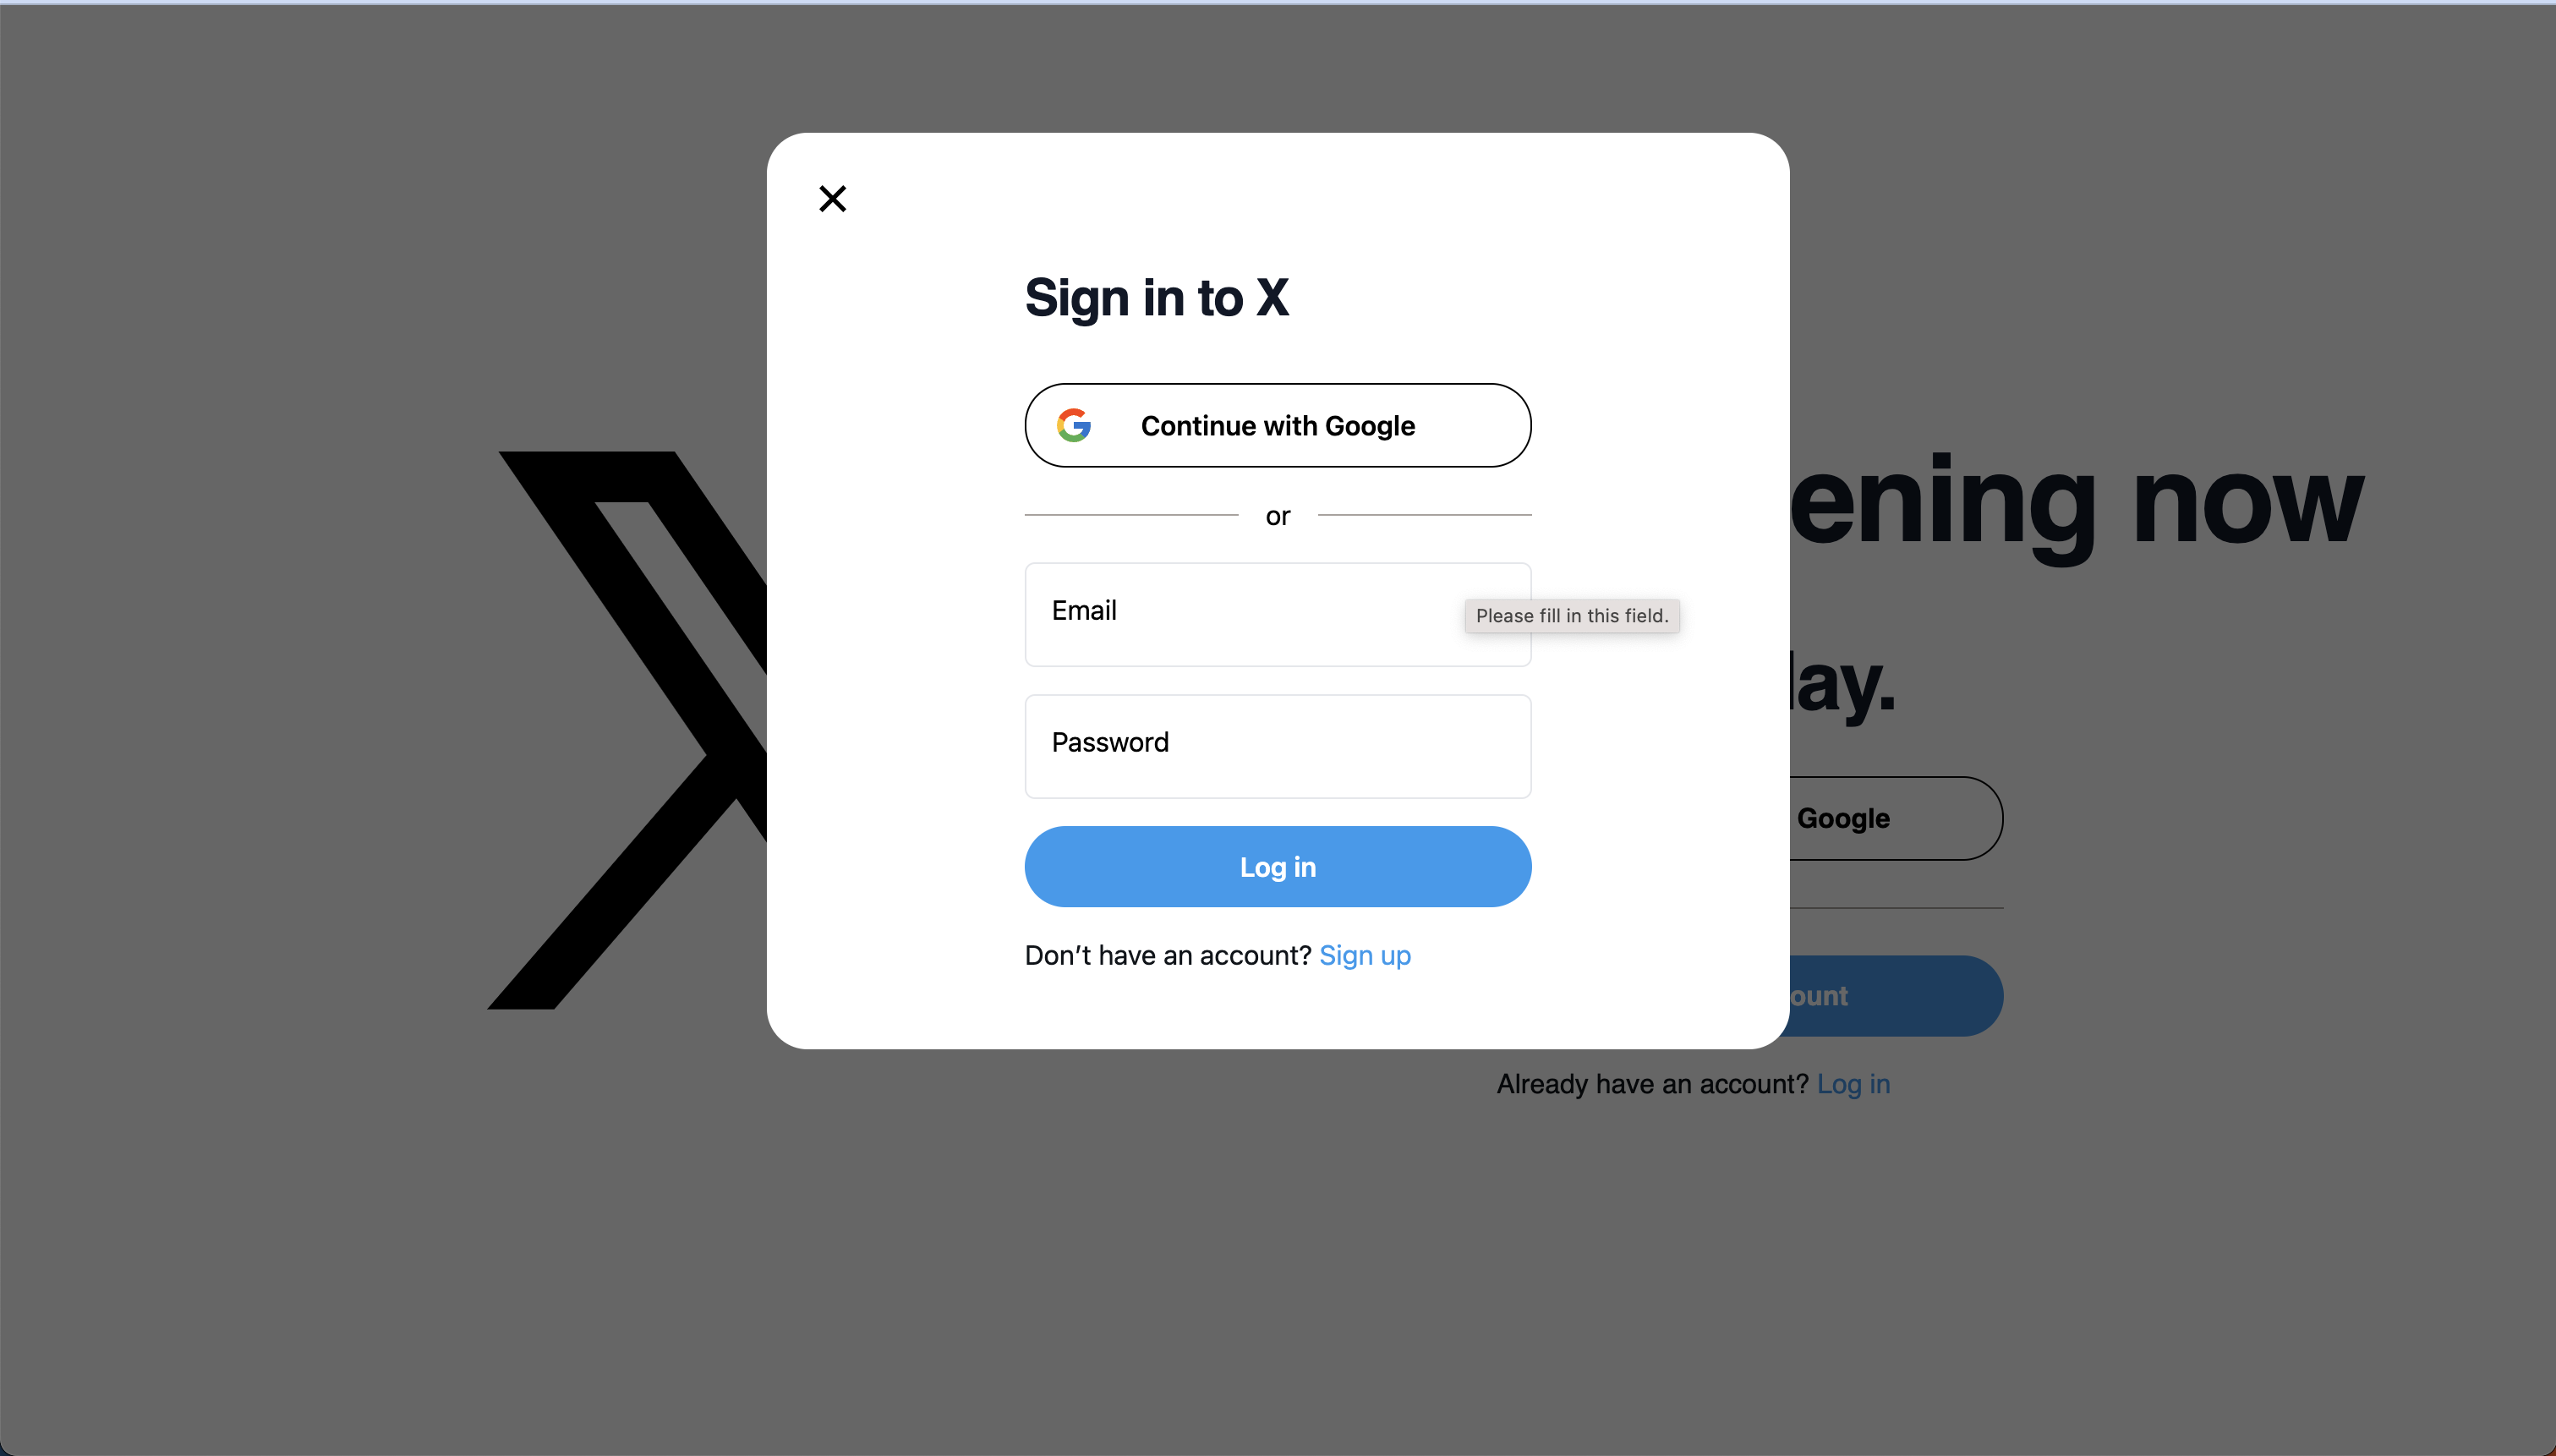 Sign in to X
Continue with Google
or
Email
Please fill in this field.
Password
Log in
Don’t have an account? Sign up
ening now
ay.
Google
ount
Already have an account? Log in